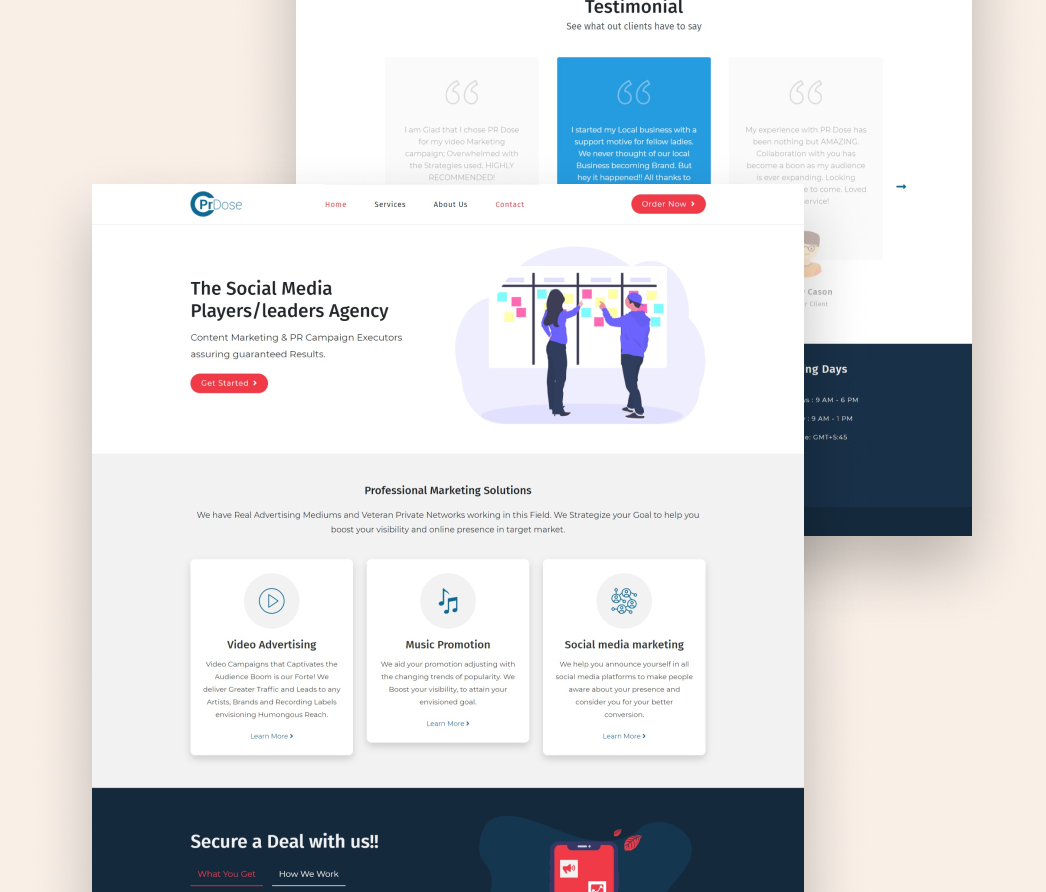 Testimonial
See what out clients have to say
I am Glad that I chose PR Dose
for my video Marketing
campaign; Overwhelmed with
the Strategies used. HIGHLY
RECOMMENDED!
I started my Local business with a
support motive for fellow ladies.
We never thought of our local
Business becoming Brand. But
hey it happened!! All thanks to
My experience with PR Dose has
been nothing but AMAZING.
Collaboration with you has
become a boon as my audience
is ever expanding. Looking
to come. Loved
service!
Cason
Client
ng Days
: 9 AM - 6 PM
: 9 AM - 1 PM
: GMT+5:45
PrDose
Home
Services
About Us
Contact
Order Now
The Social Media
Players/leaders Agency
Content Marketing & PR Campaign Executors
assuring guaranteed Results.
Get Started
Professional Marketing Solutions
We have Real Advertising Mediums and Veteran Private Networks working in this Field. We Strategize your Goal to help you
boost your visibility and online presence in target market.
Video Advertising
Video Campaigns that Captivates the
Audience Boom is our Forte! We
deliver Greater Traffic and Leads to any
Artists, Brands and Recording Labels
envisioning Humongous Reach.
Learn More
Music Promotion
We aid your promotion adjusting with
the changing trends of popularity. We
Boost your visibility, to attain your
envisioned goal.
Learn More
Social media marketing
We help you announce yourself in all
social media platforms to make people
aware about your presence and
consider you for your better
conversion.
Learn More
Secure a Deal with us!!
What You Get
How We Work